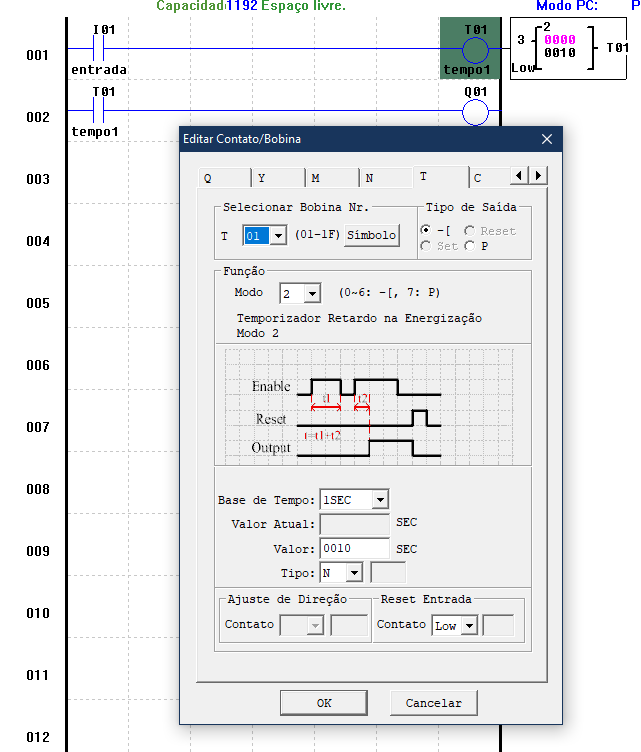 Capacidad 1192 Espaço livre. Modo PC: P
001
I01 T01
entrada tempo1
2
3 0000 T01
0010
Low
002
T01 Q01
tempo1
003
004
005
006
007
008
009
010
011
012
Editar Contato/Bobina
Q Y M N T C
Selecionar Bobina Nr.
T 01 (01-1F) Símbolo
Tipo de Saída
-[ Reset
Set P
Função
Modo 2 (0~6: -[, 7: P)
Temporizador Retardo na Energização
Modo 2
Enable
t1 t2
Reset
t=t1+t2
Output
Base de Tempo: 1SEC
Valor Atual: SEC
Valor: 0010 SEC
Tipo: N
Ajuste de Direção
Contato
Reset Entrada
Contato Low
OK Cancelar